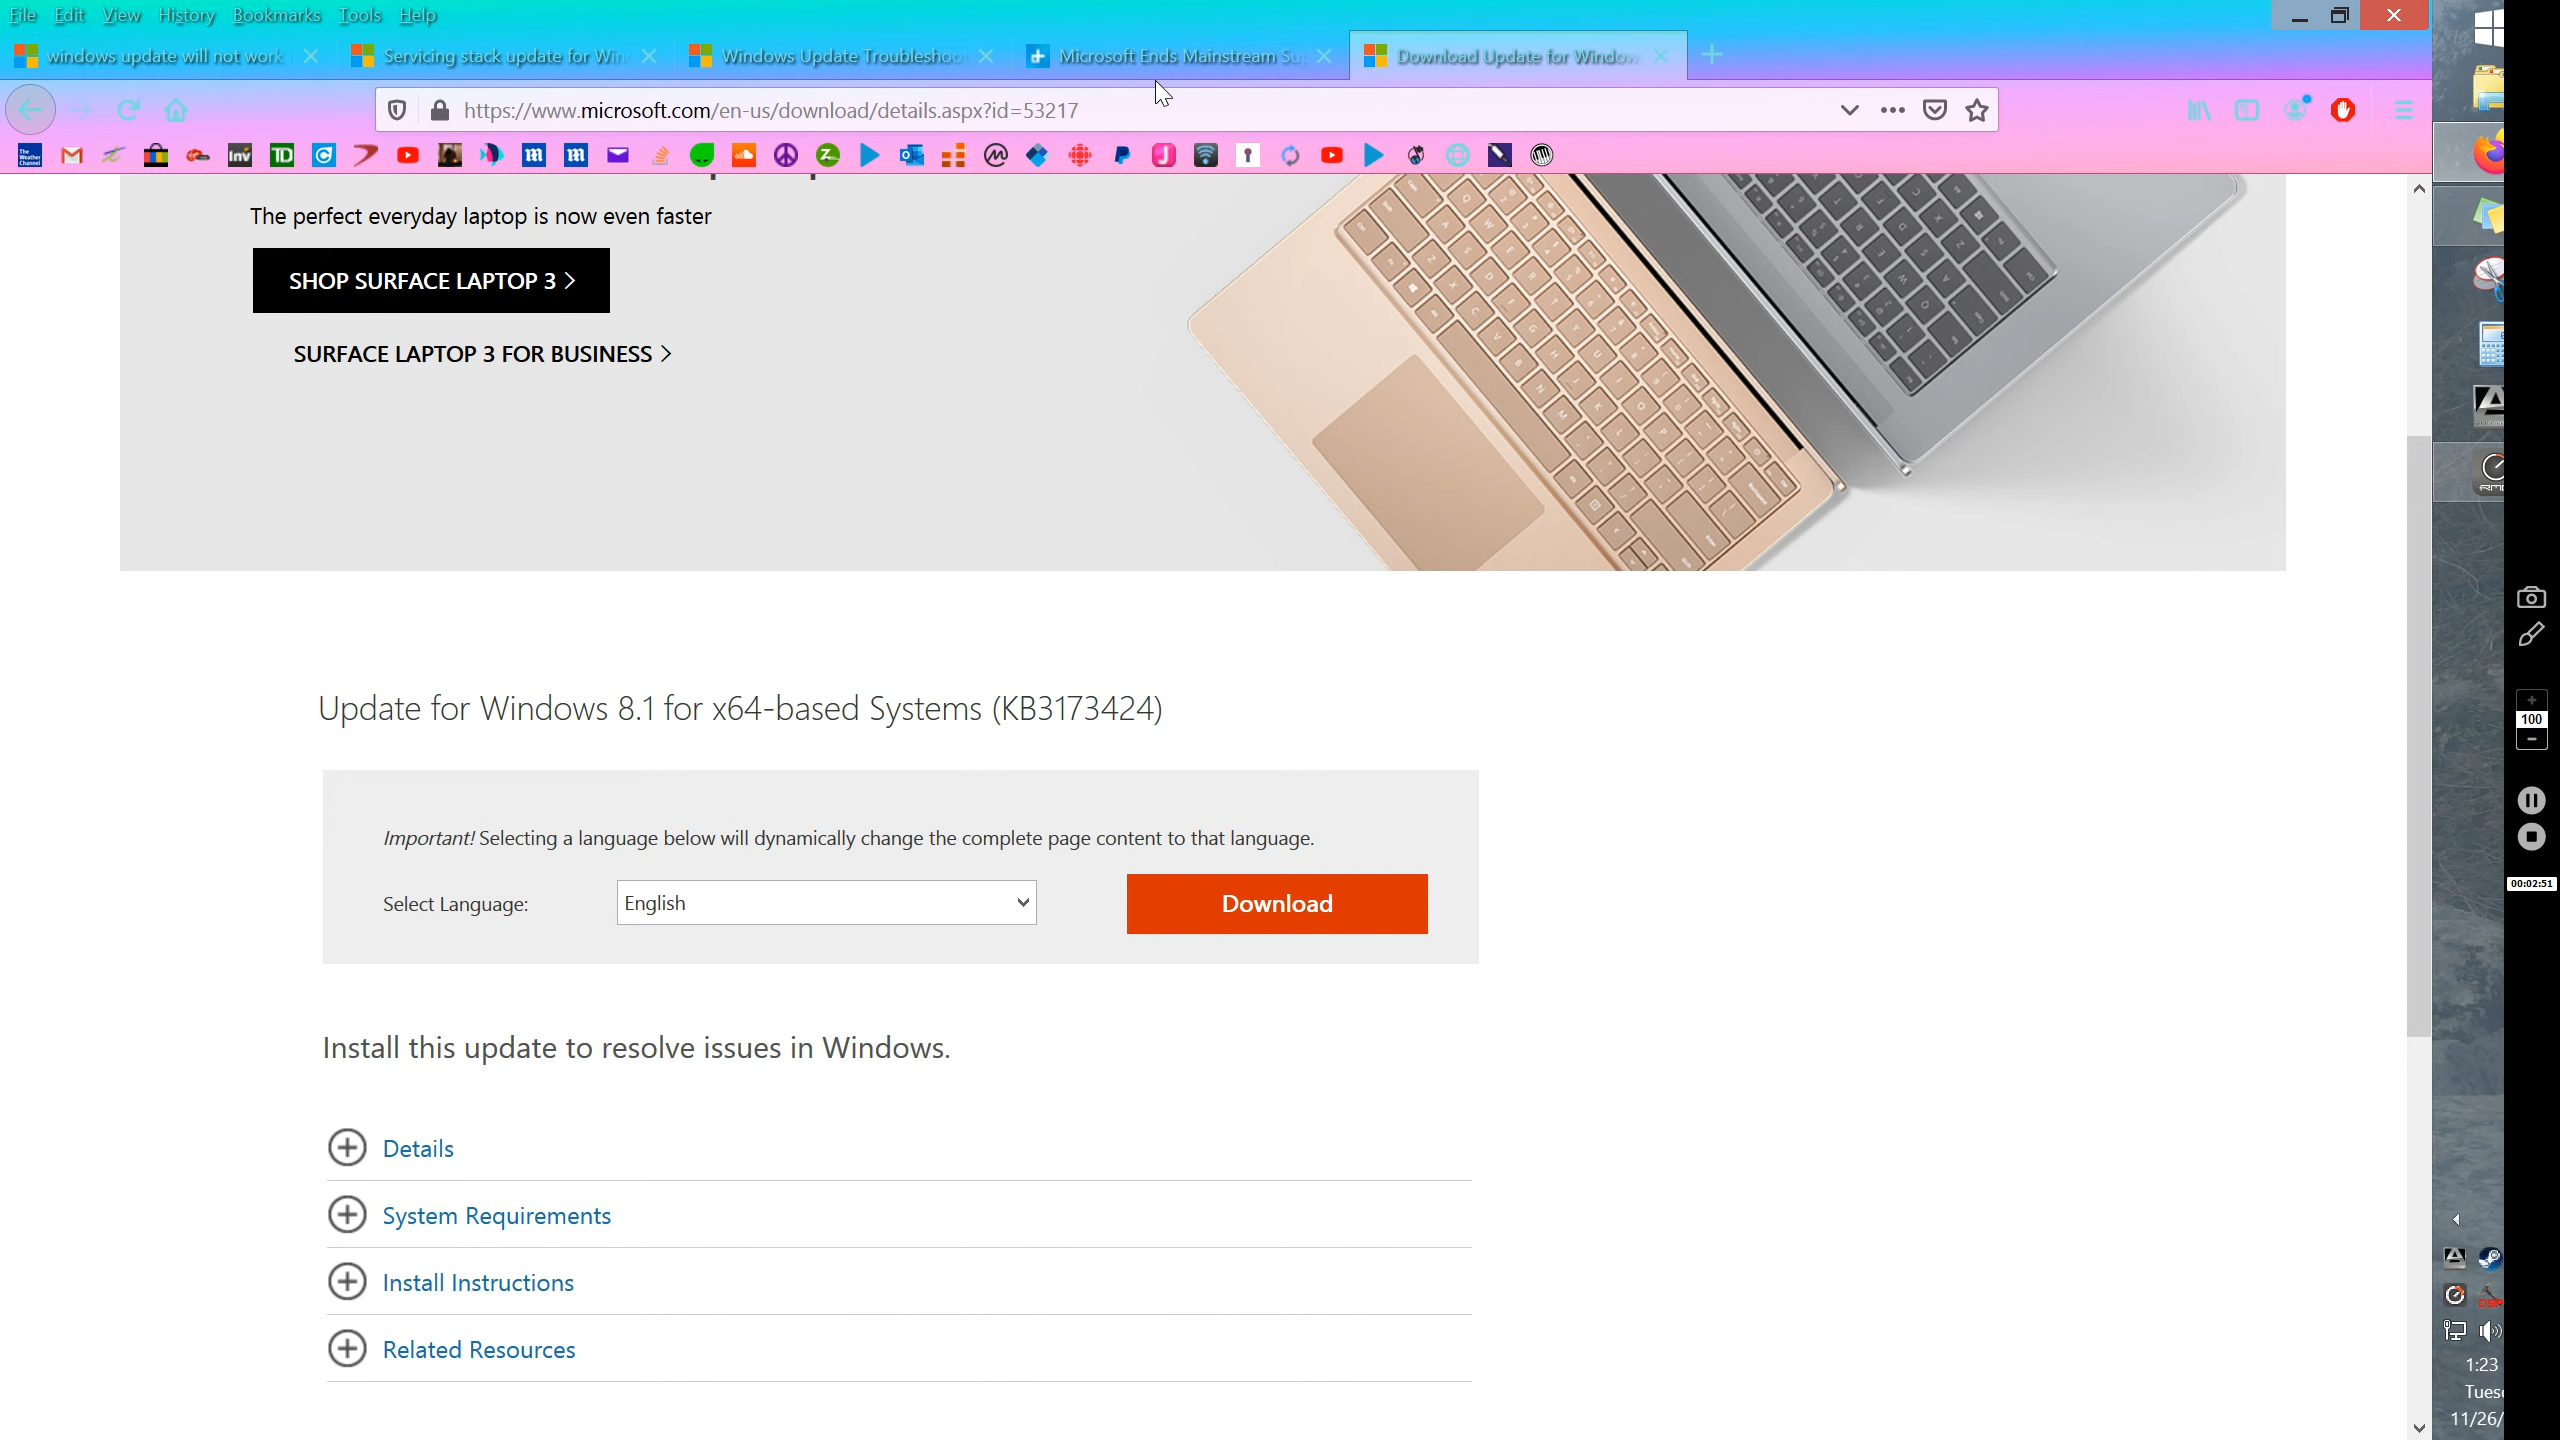 File Edit View History Bookmarks Tools Help
windows update will not work
Servicing stack update for Win
Windows Update Troubleshoot
Microsoft Ends Mainstream Su
Download Update for Window
https://www.microsoft.com/en-us/download/details.aspx?id=53217
The perfect everyday laptop is now even faster
SHOP SURFACE LAPTOP 3 >
SURFACE LAPTOP 3 FOR BUSINESS >
Update for Windows 8.1 for x64-based Systems (KB3173424)
Important! Selecting a language below will dynamically change the complete page content to that language.
Select Language:
English
Download
Install this update to resolve issues in Windows.
Details
System Requirements
Install Instructions
Related Resources
100
00:02:51
1:23
Tues
11/26/